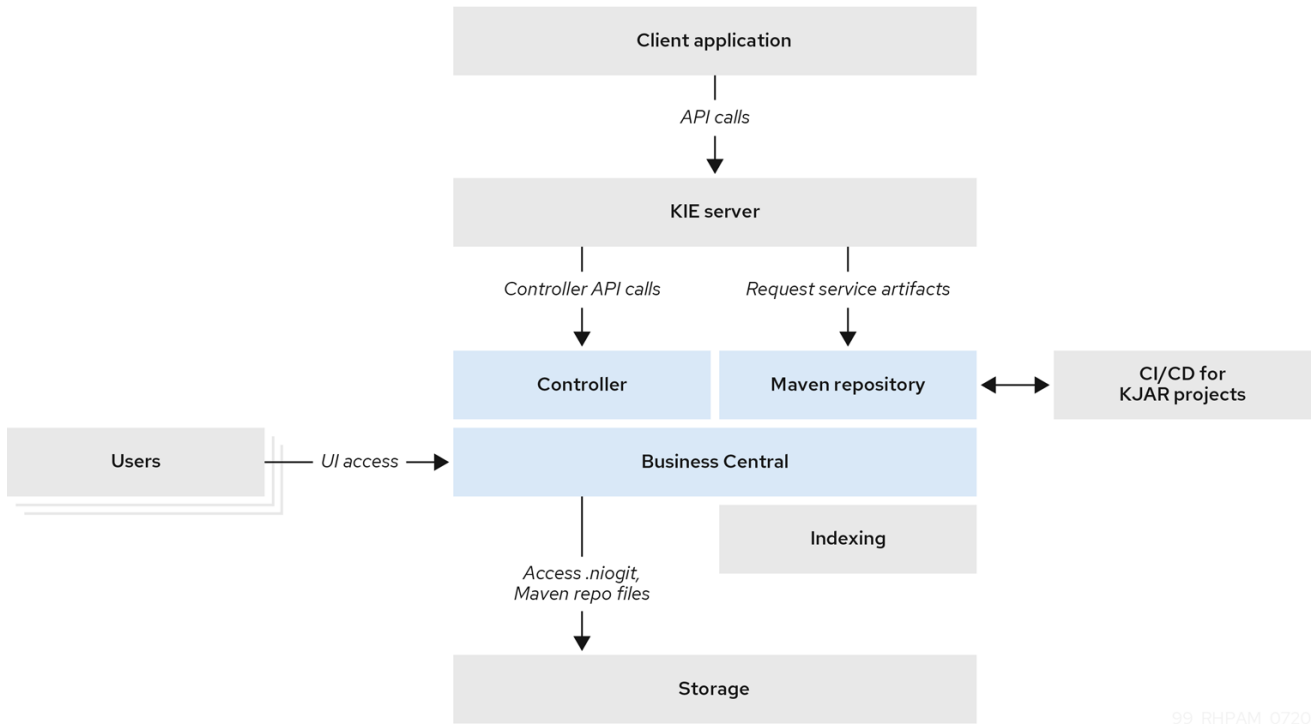 Client application
API calls
KIE server
Controller API calls
Request service artifacts
Controller
Maven repository
CI/CD for
KJAR projects
Users
UI access
Business Central
Indexing
Access .niogit,
Maven repo files
Storage
99_RHPAM_0720